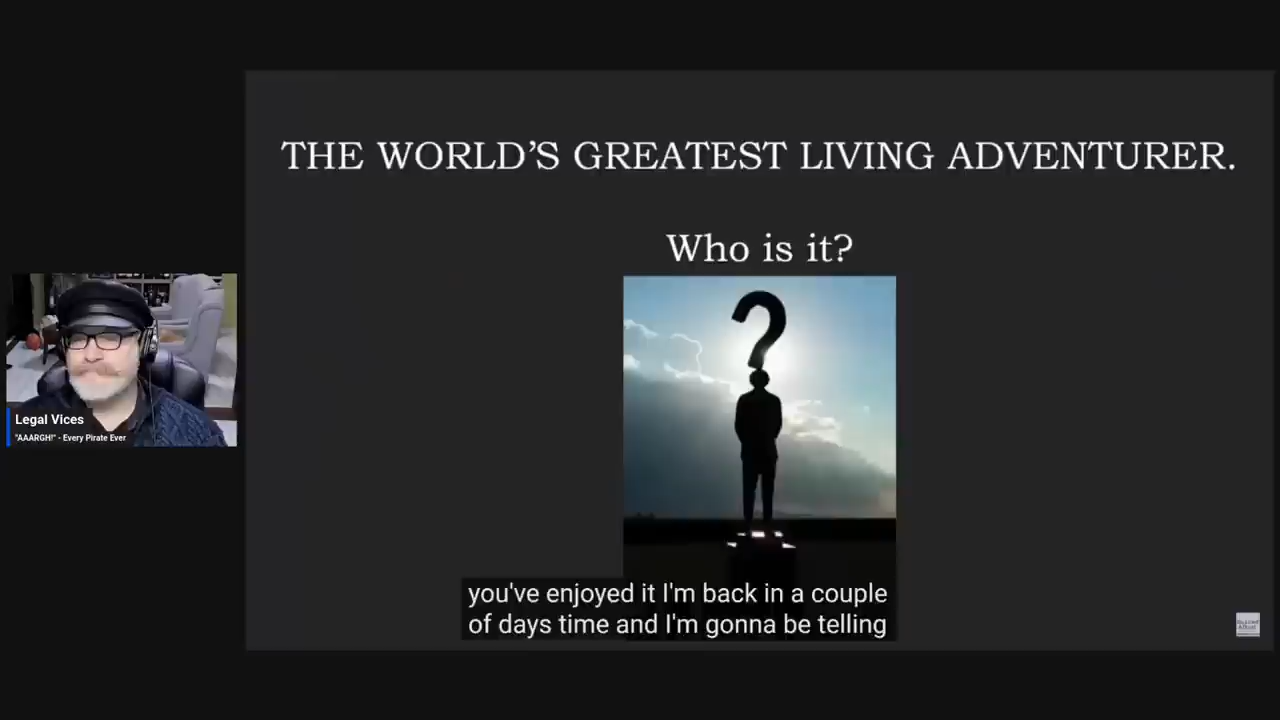 THE WORLD’S GREATEST LIVING ADVENTURER.
Who is it?
Legal Vices
"AAARGH!" - Every Pirate Ever
you've enjoyed it I'm back in a couple
of days time and I'm gonna be telling